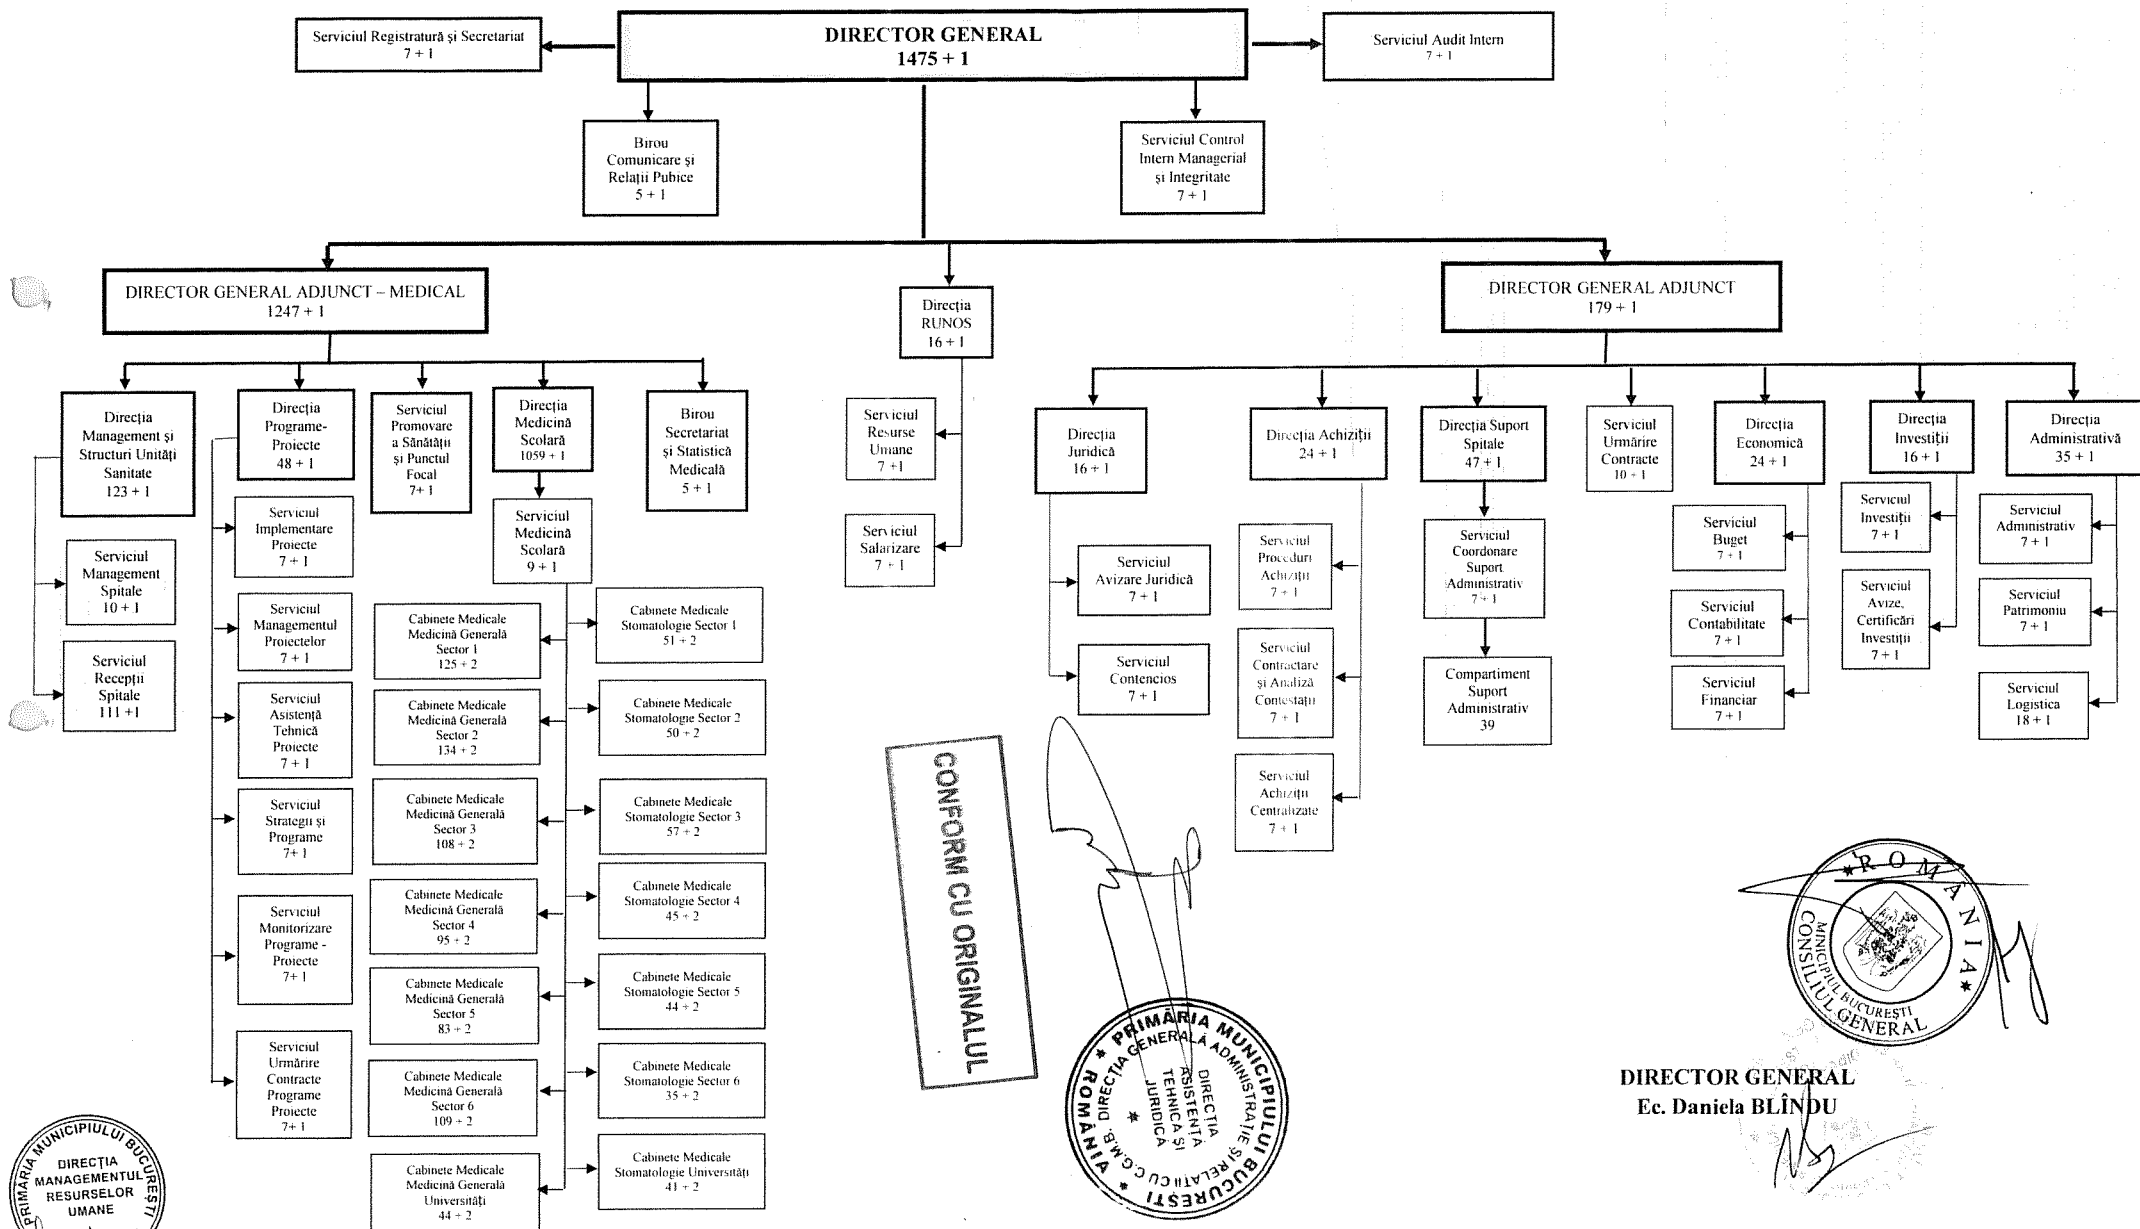 Serviciul Registratură și Secretariat
7 + 1
DIRECTOR GENERAL
1475 + 1
Serviciul Audit Intern
7 + 1
Birou
Comunicare și
Relații Pubice
5 + 1
Serviciul Control
Intern Managerial
și Integritate
7 + 1
DIRECTOR GENERAL ADJUNCT – MEDICAL
1247 + 1
Direcția
RUNOS
16 + 1
DIRECTOR GENERAL ADJUNCT
179 + 1
Direcția
Management și
Structuri Unități
Sanitate
123 + 1
Serviciul
Management
Spitale
10 + 1
Serviciul
Recepții
Spitale
111 +1
Direcția
Programe-
Proiecte
48 + 1
Serviciul
Implementare
Proiecte
7 + 1
Serviciul
Managementul
Proiectelor
7 + 1
Serviciul
Asistență
Tehnică
Proiecte
7 + 1
Serviciul
Strategii și
Programe
7+ 1
Serviciul
Monitorizare
Programe -
Proiecte
7+ 1
Serviciul
Urmărire
Contracte
Programe
Proiecte
7+ 1
Serviciul
Promovare
a Sănătății
și Punctul
Focal
7+ 1
Direcția
Medicină
Școlară
1059 + 1
Serviciul
Medicină
Școlară
9 + 1
Cabinete Medicale
Medicină Generală
Sector 1
125 + 2
Cabinete Medicale
Medicină Generală
Sector 2
134 + 2
Cabinete Medicale
Medicină Generală
Sector 3
108 + 2
Cabinete Medicale
Medicină Generală
Sector 4
95 + 2
Cabinete Medicale
Medicină Generală
Sector 5
83 + 2
Cabinete Medicale
Medicină Generală
Sector 6
109 + 2
Cabinete Medicale
Medicină Generală
Universități
44 + 2
Cabinete Medicale
Stomatologie Sector 1
51 + 2
Cabinete Medicale
Stomatologie Sector 2
50 + 2
Cabinete Medicale
Stomatologie Sector 3
57 + 2
Cabinete Medicale
Stomatologie Sector 4
45 + 2
Cabinete Medicale
Stomatologie Sector 5
44 + 2
Cabinete Medicale
Stomatologie Sector 6
35 + 2
Cabinete Medicale
Stomatologie Universități
41 + 2
Birou
Secretariat
și Statistică
Medicală
5 + 1
Serviciul
Resurse
Umane
7 +1
Serviciul
Salarizare
7 + 1
Direcția
Juridică
16 + 1
Serviciul
Avizare Juridică
7 + 1
Serviciul
Contencios
7 + 1
Direcția Achiziții
24 + 1
Serviciul
Proceduri
Achiziții
7 + 1
Serviciul
Contractare
și Analiză
Contestații
7 + 1
Serviciul
Achiziții
Centralizate
7 + 1
Direcția Suport
Spitale
47 + 1
Serviciul
Coordonare
Suport
Administrativ
7 + 1
Compartiment
Suport
Administrativ
39
Serviciul
Urmărire
Contracte
10 + 1
Direcția
Economică
24 + 1
Serviciul
Buget
7 + 1
Serviciul
Contabilitate
7 + 1
Serviciul
Financiar
7 + 1
Direcția
Investiții
16 + 1
Serviciul
Investiții
7 + 1
Serviciul
Avize,
Certificări
Investiții
7 + 1
Direcția
Administrativă
35 + 1
Serviciul
Administrativ
7 + 1
Serviciul
Patrimoniu
7 + 1
Serviciul
Logistica
18 + 1
CONFORM CU ORIGINALUL
PRIMĂRIA MUNICIPIULUI BUCUREȘTI
ROMÂNIA
DIRECȚIA GENERALĂ ADMINISTRAȚIE ȘI RELAȚII CU C.G.M.B.
DIRECȚIA
ASISTENȚĂ
TEHNICĂ ȘI
JURIDICĂ
ROMÂNIA
MINICIPIUL BUCUREȘTI
CONSILIUL GENERAL
DIRECTOR GENERAL
Ec. Daniela BLÎNDU
PRIMĂRIA MUNICIPIULUI BUCUREȘTI
DIRECȚIA
MANAGEMENTUL
RESURSELOR
UMANE